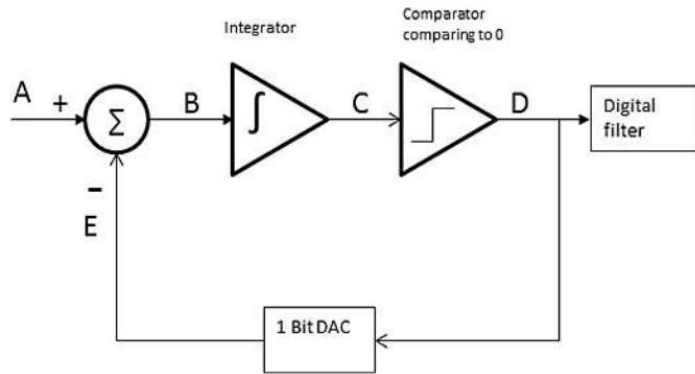 Integrator
Comparator
comparing to 0
A
+
Σ
B
∫
C
D
Digital
filter
-
E
1 Bit DAC